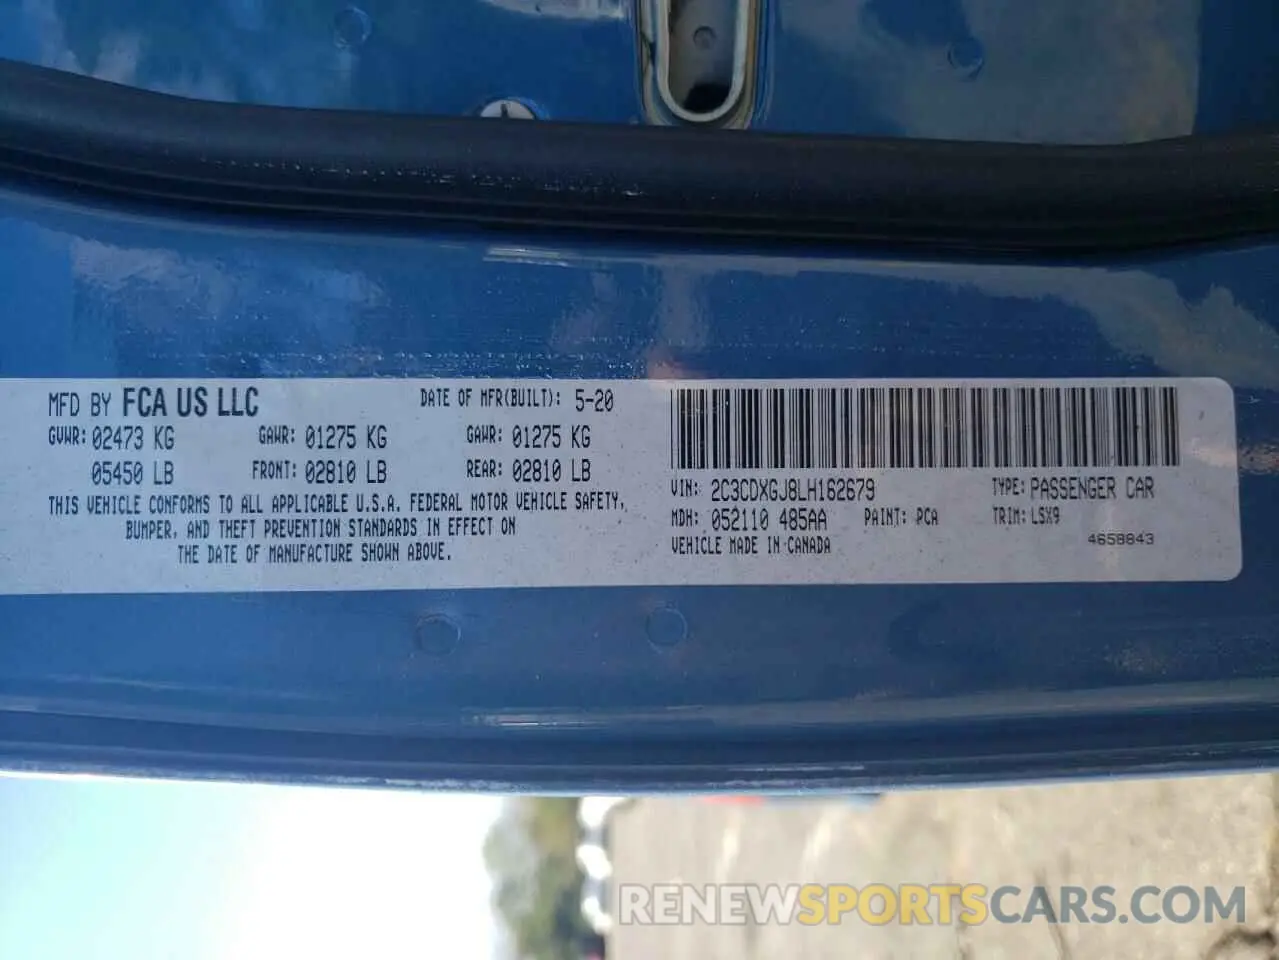 MFD BY FCA US LLC DATE OF MFR(BUILT): 5-20
GVWR: 02473 KG GAWR: 01275 KG GAWR: 01275 KG
05450 LB FRONT: 02810 LB REAR: 02810 LB
THIS VEHICLE CONFORMS TO ALL APPLICABLE U.S.A. FEDERAL MOTOR VEHICLE SAFETY,
BUMPER, AND THEFT PREVENTION STANDARDS IN EFFECT ON
THE DATE OF MANUFACTURE SHOWN ABOVE.
VIN: 2C3CDXGJ8LH162679 TYPE: PASSENGER CAR
MDH: 052110 485AA PAINT: PCA TRIM: LSX9
VEHICLE MADE IN CANADA 4658843
RENEWSPORTSCARS.COM